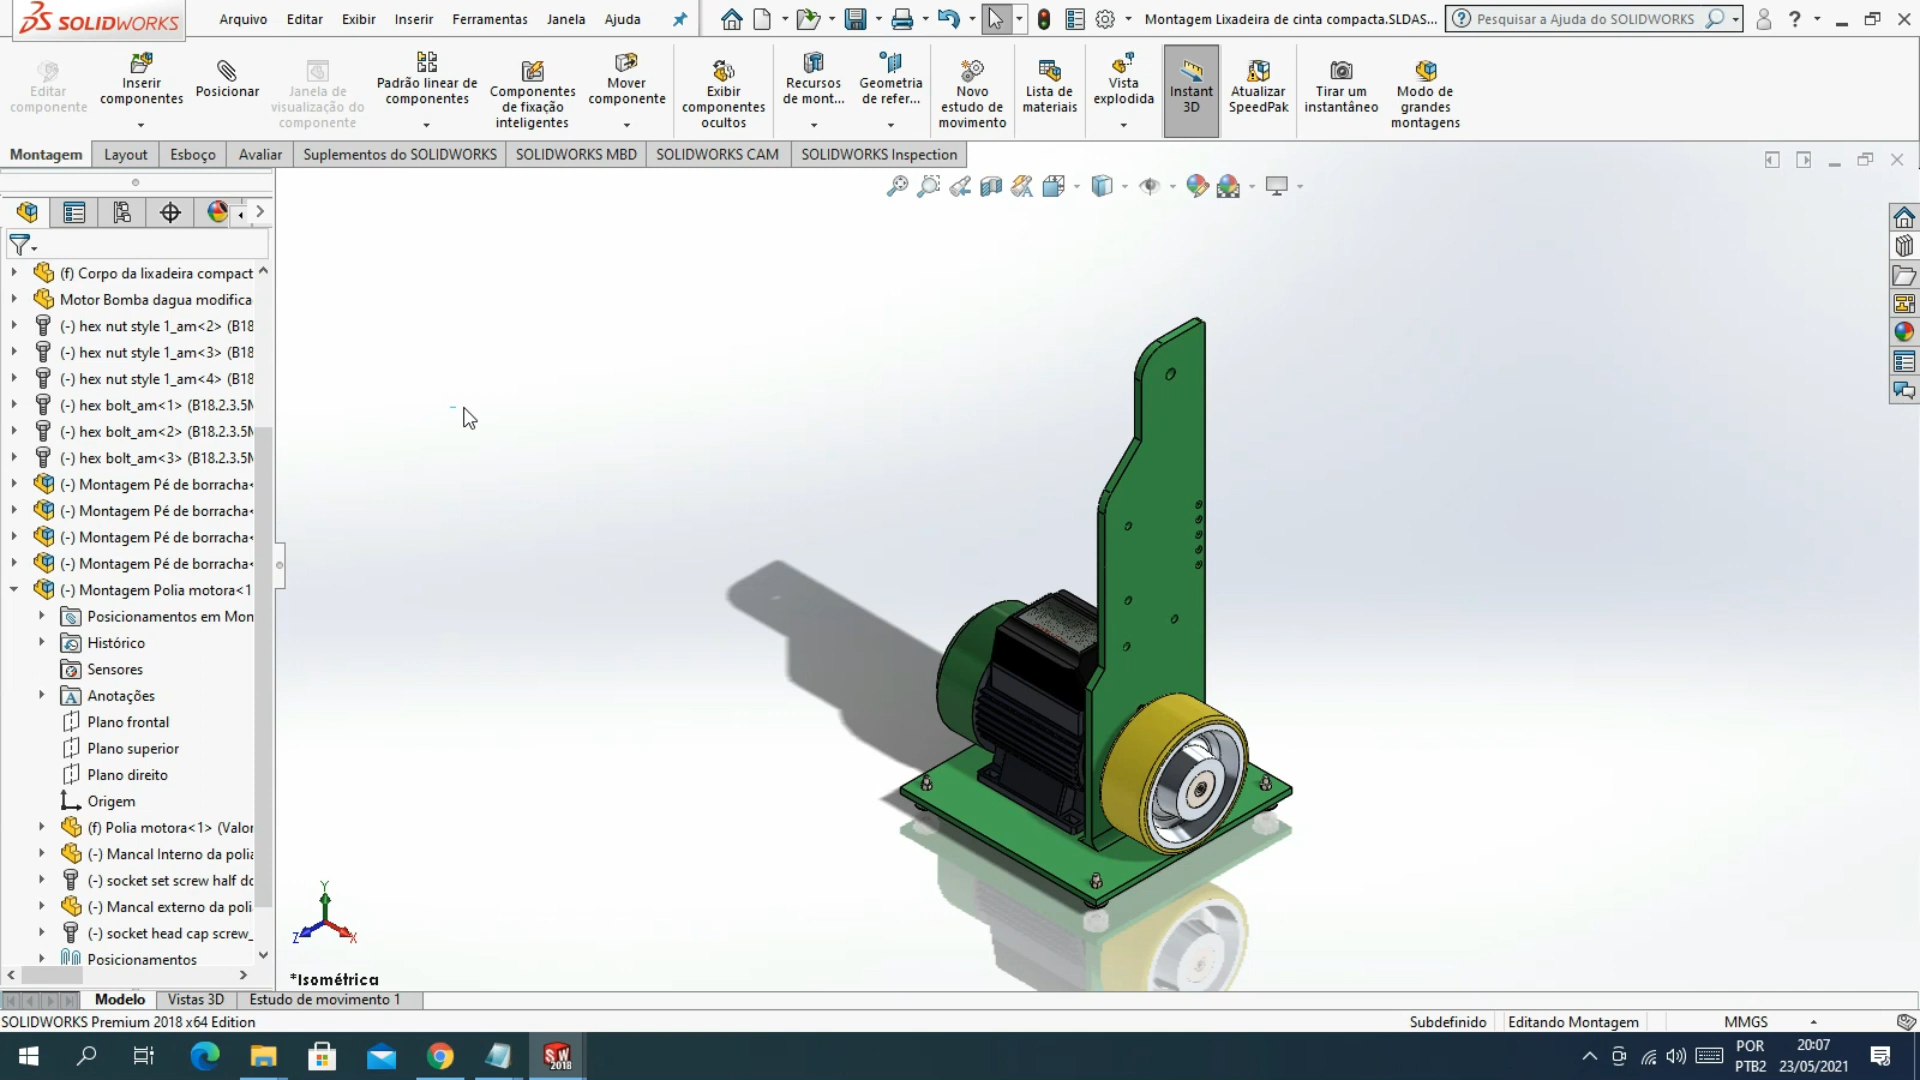 SOLIDWORKS
Arquivo Editar Exibir Inserir Ferramentas Janela Ajuda
Montagem Lixadeira de cinta compacta.SLDAS...
Pesquisar a Ajuda do SOLIDWORKS
?
Editar componente
Inserir componentes
Posicionar
Janela de visualização do componente
Padrão linear de componentes
Componentes de fixação inteligentes
Mover componente
Exibir componentes ocultos
Recursos de mont...
Geometria de refer...
Novo estudo de movimento
Lista de materiais
Vista explodida
Instant 3D
Atualizar SpeedPak
Tirar um instantâneo
Modo de grandes montagens
Montagem Layout Esboço Avaliar Suplementos do SOLIDWORKS SOLIDWORKS MBD SOLIDWORKS CAM SOLIDWORKS Inspection
(f) Corpo da lixadeira compact
Motor Bomba dagua modifica
(-) hex nut style 1_am<2> (B18
(-) hex nut style 1_am<3> (B18
(-) hex nut style 1_am<4> (B18
(-) hex bolt_am<1> (B18.2.3.5M
(-) hex bolt_am<2> (B18.2.3.5M
(-) hex bolt_am<3> (B18.2.3.5M
(-) Montagem Pé de borracha<
(-) Montagem Pé de borracha<
(-) Montagem Pé de borracha<
(-) Montagem Pé de borracha<
(-) Montagem Polia motora<1
Posicionamentos em Mon
Histórico
Sensores
Anotações
Plano frontal
Plano superior
Plano direito
Origem
(f) Polia motora<1> (Valor
(-) Mancal Interno da polia
(-) socket set screw half do
(-) Mancal externo da poli
(-) socket head cap screw_
Posicionamentos
Y
Z X
*Isométrica
Modelo Vistas 3D Estudo de movimento 1
SOLIDWORKS Premium 2018 x64 Edition
Subdefinido Editando Montagem MMGS
SW 2018
POR
PTB2
20:07
23/05/2021